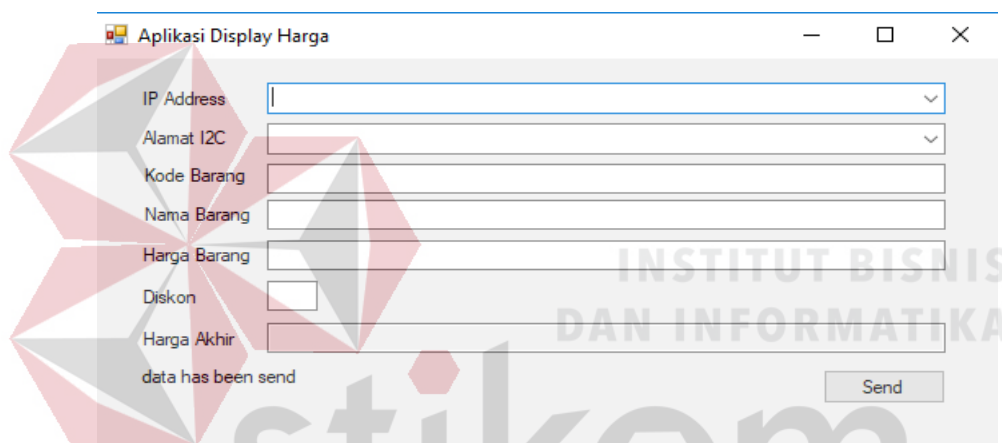 Aplikasi Display Harga
IP Address
Alamat I2C
Kode Barang
Nama Barang
Harga Barang
INSTITUT BISNIS
Diskon
DAN INFORMATIKA
Harga Akhir
data has been send
Send
stikom